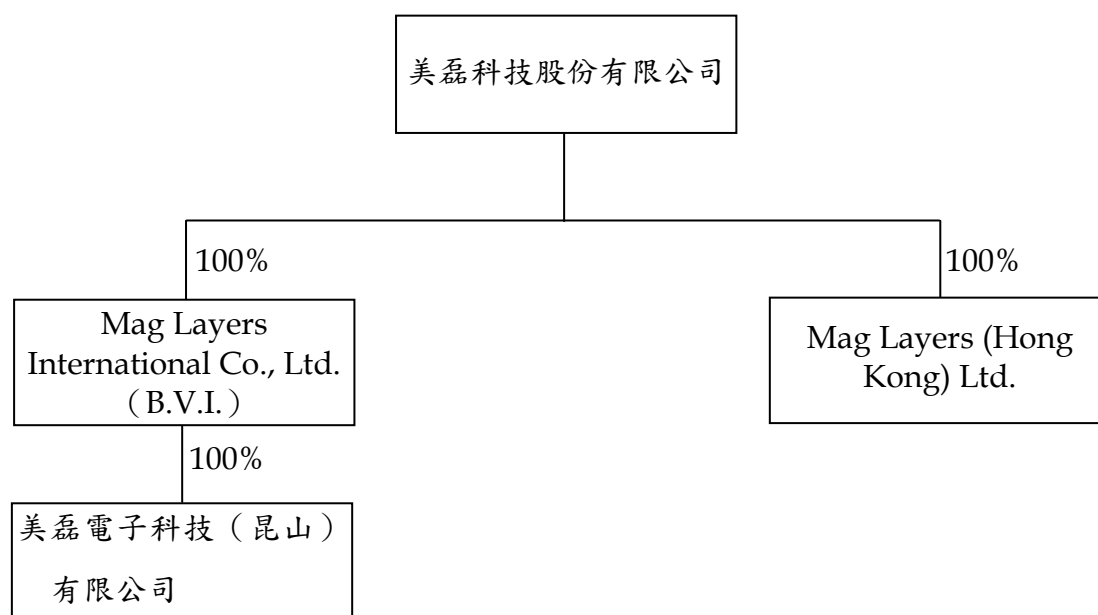 美磊科技股份有限公司
100%
100%
Mag Layers
International Co., Ltd.
（B.V.I.）
Mag Layers (Hong
Kong) Ltd.
100%
美磊電子科技（昆山）
有限公司